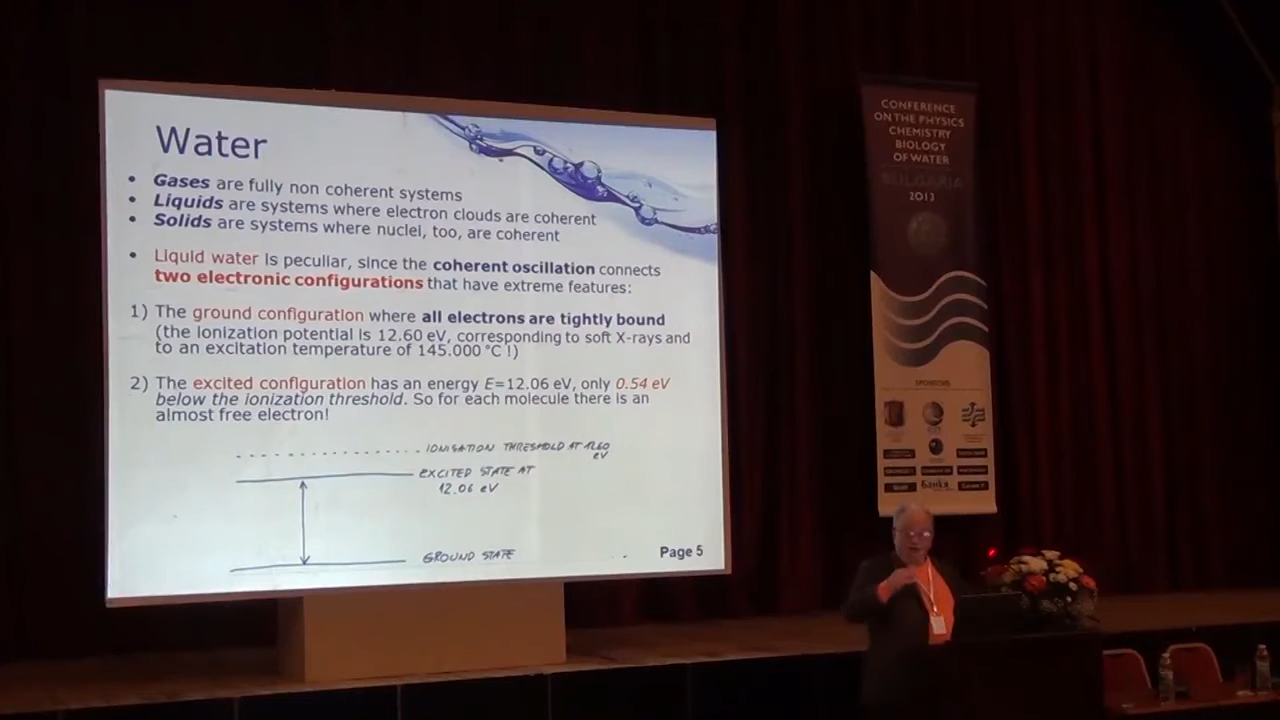 Water
• Gases are fully non coherent systems
• Liquids are systems where electron clouds are coherent
• Solids are systems where nuclei, too, are coherent
• Liquid water is peculiar, since the coherent oscillation connects
two electronic configurations that have extreme features:
1) The ground configuration where all electrons are tightly bound
(the ionization potential is 12.60 eV, corresponding to soft X-rays and
to an excitation temperature of 145.000 °C !)
2) The excited configuration has an energy E=12.06 eV, only 0.54 eV
below the ionization threshold. So for each molecule there is an
almost free electron!
IONISATION THRESHOLD AT 12.60
eV
EXCITED STATE AT
12.06 eV
GROUND STATE
Page 5
CONFERENCE
ON THE PHYSICS
CHEMISTRY
BIOLOGY
OF WATER
BULGARIA
2013
SPONSORS
Банкя